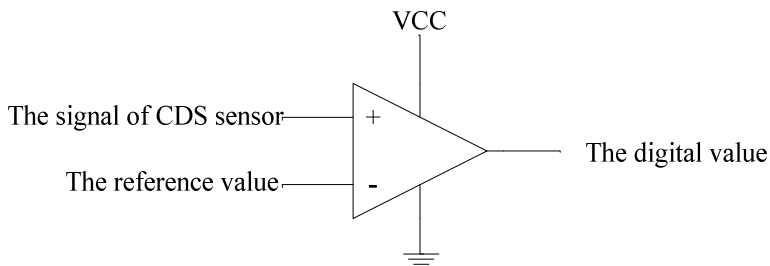 VCC
The signal of CDS sensor
+
The reference value
-
The digital value